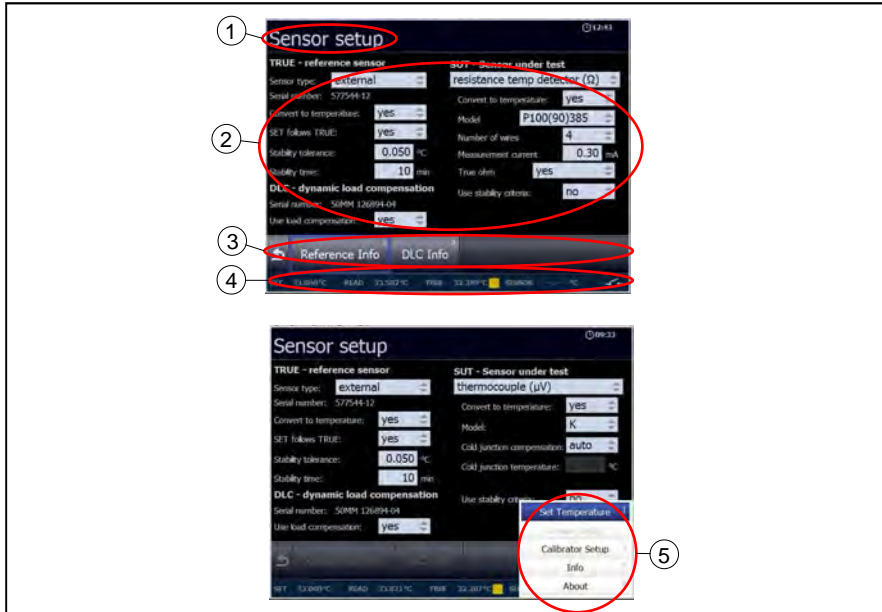 1
12:43
Sensor setup
TRUE - reference sensor
SUT - Sensor under test
Sensor type: external
resistance temp detector (Ω)
Serial number: 577544-12
Convert to temperature: yes
Convert to temperature: yes
Model P100(90)385
SET follows TRUE: yes
Number of wires 4
2
Stability tolerance: 0.050 °C
Measurement current: 0.30 mA
Stability time: 10 min
True ohm yes
DLC - dynamic load compensation
Use stability criteria: no
Serial number: 50MM 126894-04
Use load compensation: yes
3
Reference Info DLC Info
4
SET °C READ °C TRUE °C SENSOR °C
09:33
Sensor setup
TRUE - reference sensor
SUT - Sensor under test
Sensor type: external
thermocouple (µV)
Serial number: 577544-12
Convert to temperature: yes
Convert to temperature: yes
Model: K
SET follows TRUE: yes
Cold junction compensation: auto
Stability tolerance: 0.050 °C
Cold junction temperature: °C
Stability time: 10 min
DLC - dynamic load compensation
Use stability criteria: no
Serial number: 50MM 126894-04
Set Temperature
Use load compensation: yes
Calibrator Setup
5
Info
About
SET READ TRUE